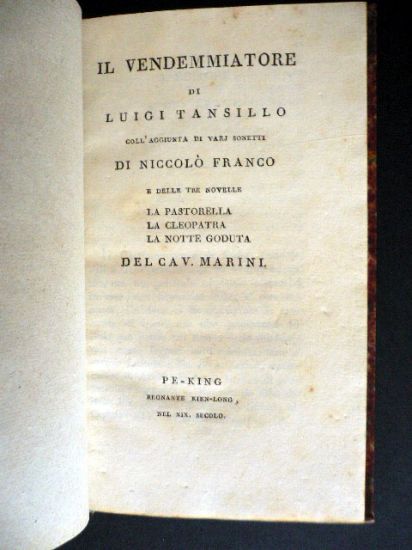 IL VENDEMMIATORE
DI
LUIGI TANSILLO
COLL'AGGIUNTA DI VARJ SONETTI
DI NICCOLÒ FRANCO
E DELLE TRE NOVELLE
LA PASTORELLA
LA CLEOPATRA
LA NOTTE GODUTA
DEL CAV. MARINI.
PE-KING
REGNANTE KIEN-LONG,
NEL XIX. SECOLO.